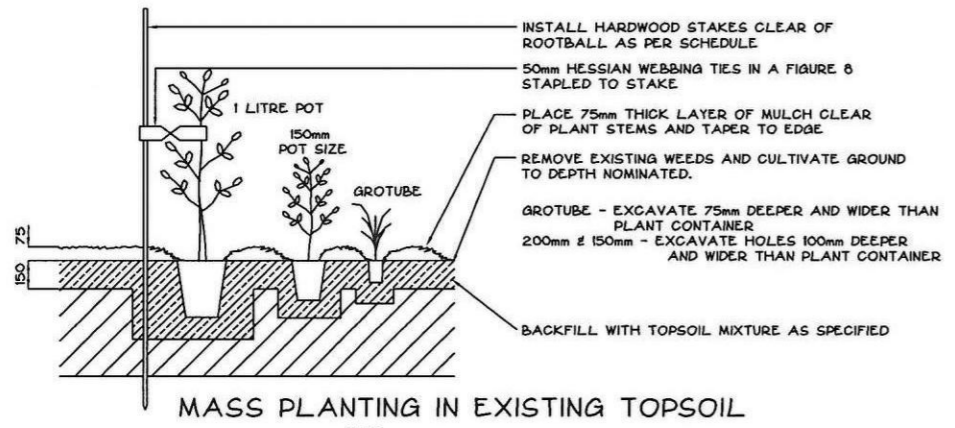 INSTALL HARDWOOD STAKES CLEAR OF
ROOTBALL AS PER SCHEDULE
50mm HESSIAN WEBBING TIES IN A FIGURE 8
STAPLED TO STAKE
1 LITRE POT
PLACE 75mm THICK LAYER OF MULCH CLEAR
OF PLANT STEMS AND TAPER TO EDGE
150mm
POT SIZE
REMOVE EXISTING WEEDS AND CULTIVATE GROUND
TO DEPTH NOMINATED.
GROTUBE
GROTUBE - EXCAVATE 75mm DEEPER AND WIDER THAN
PLANT CONTAINER
200mm & 150mm - EXCAVATE HOLES 100mm DEEPER
AND WIDER THAN PLANT CONTAINER
75
150
BACKFILL WITH TOPSOIL MIXTURE AS SPECIFIED
MASS PLANTING IN EXISTING TOPSOIL